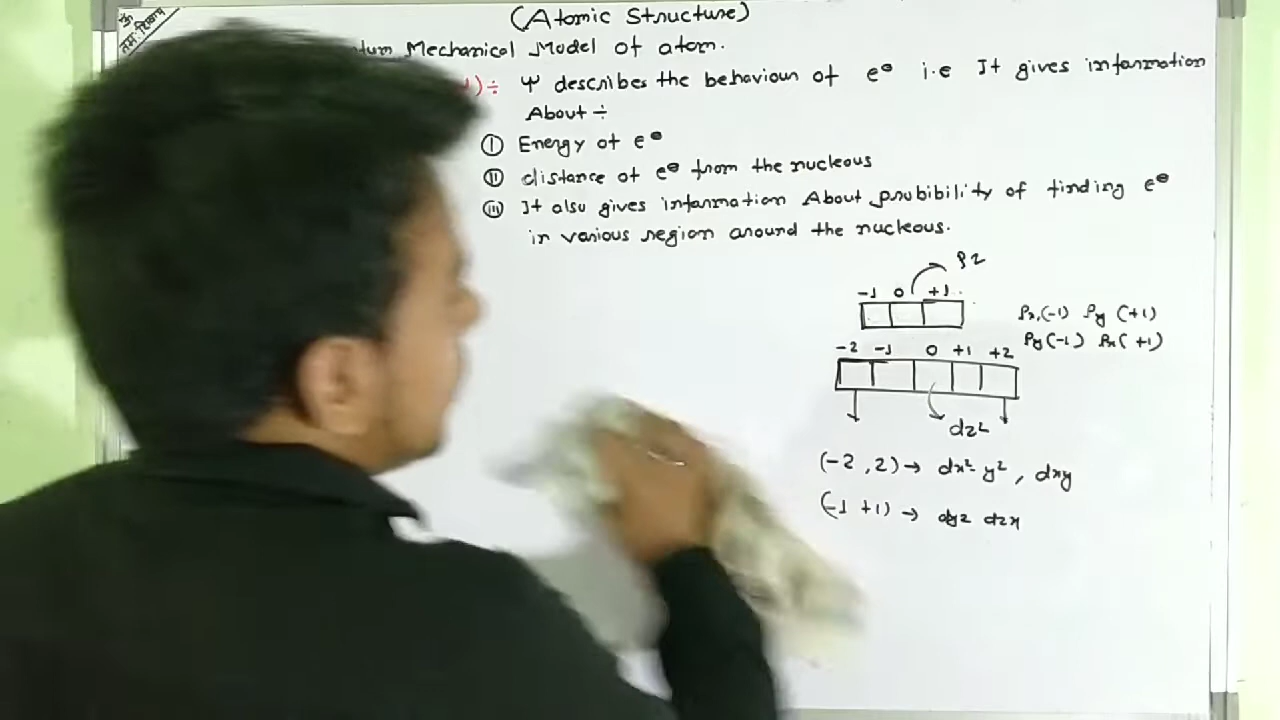 ॐ
नमः शिवाय
(Atomic Structure)
Mechanical Model of atom.
) ÷ Ψ describes the behaviour of e⊖ i.e It gives information
About ÷
(I) Energy of e⊖
(II) distance of e⊖ from the nucleous
(III) It also gives information About probibility of finding e⊖
in various region around the nucleous.
Pz
-1 0 +1
Px(-1) Py (+1)
Py(-1) Px(+1)
-2 -1 0 +1 +2
dz²
(-2, 2) → dx²-y², dxy
(-1 +1) → dyz dzx